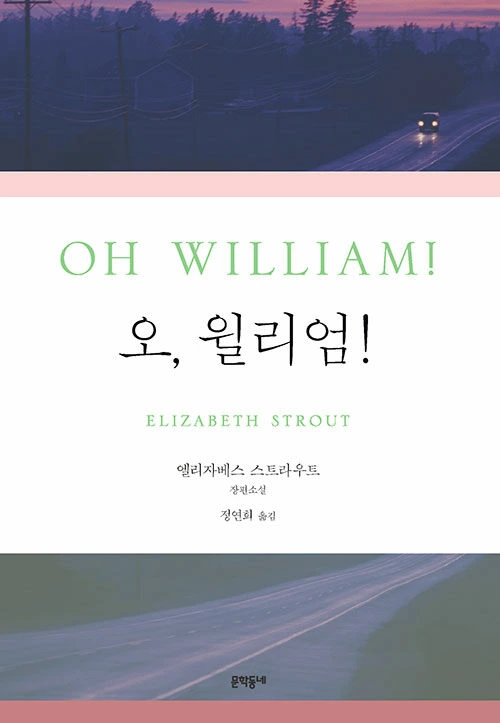 OH WILLIAM!
오, 윌리엄!
ELIZABETH STROUT
엘리자베스 스트라우트
장편소설
정연희 옮김
문학동네